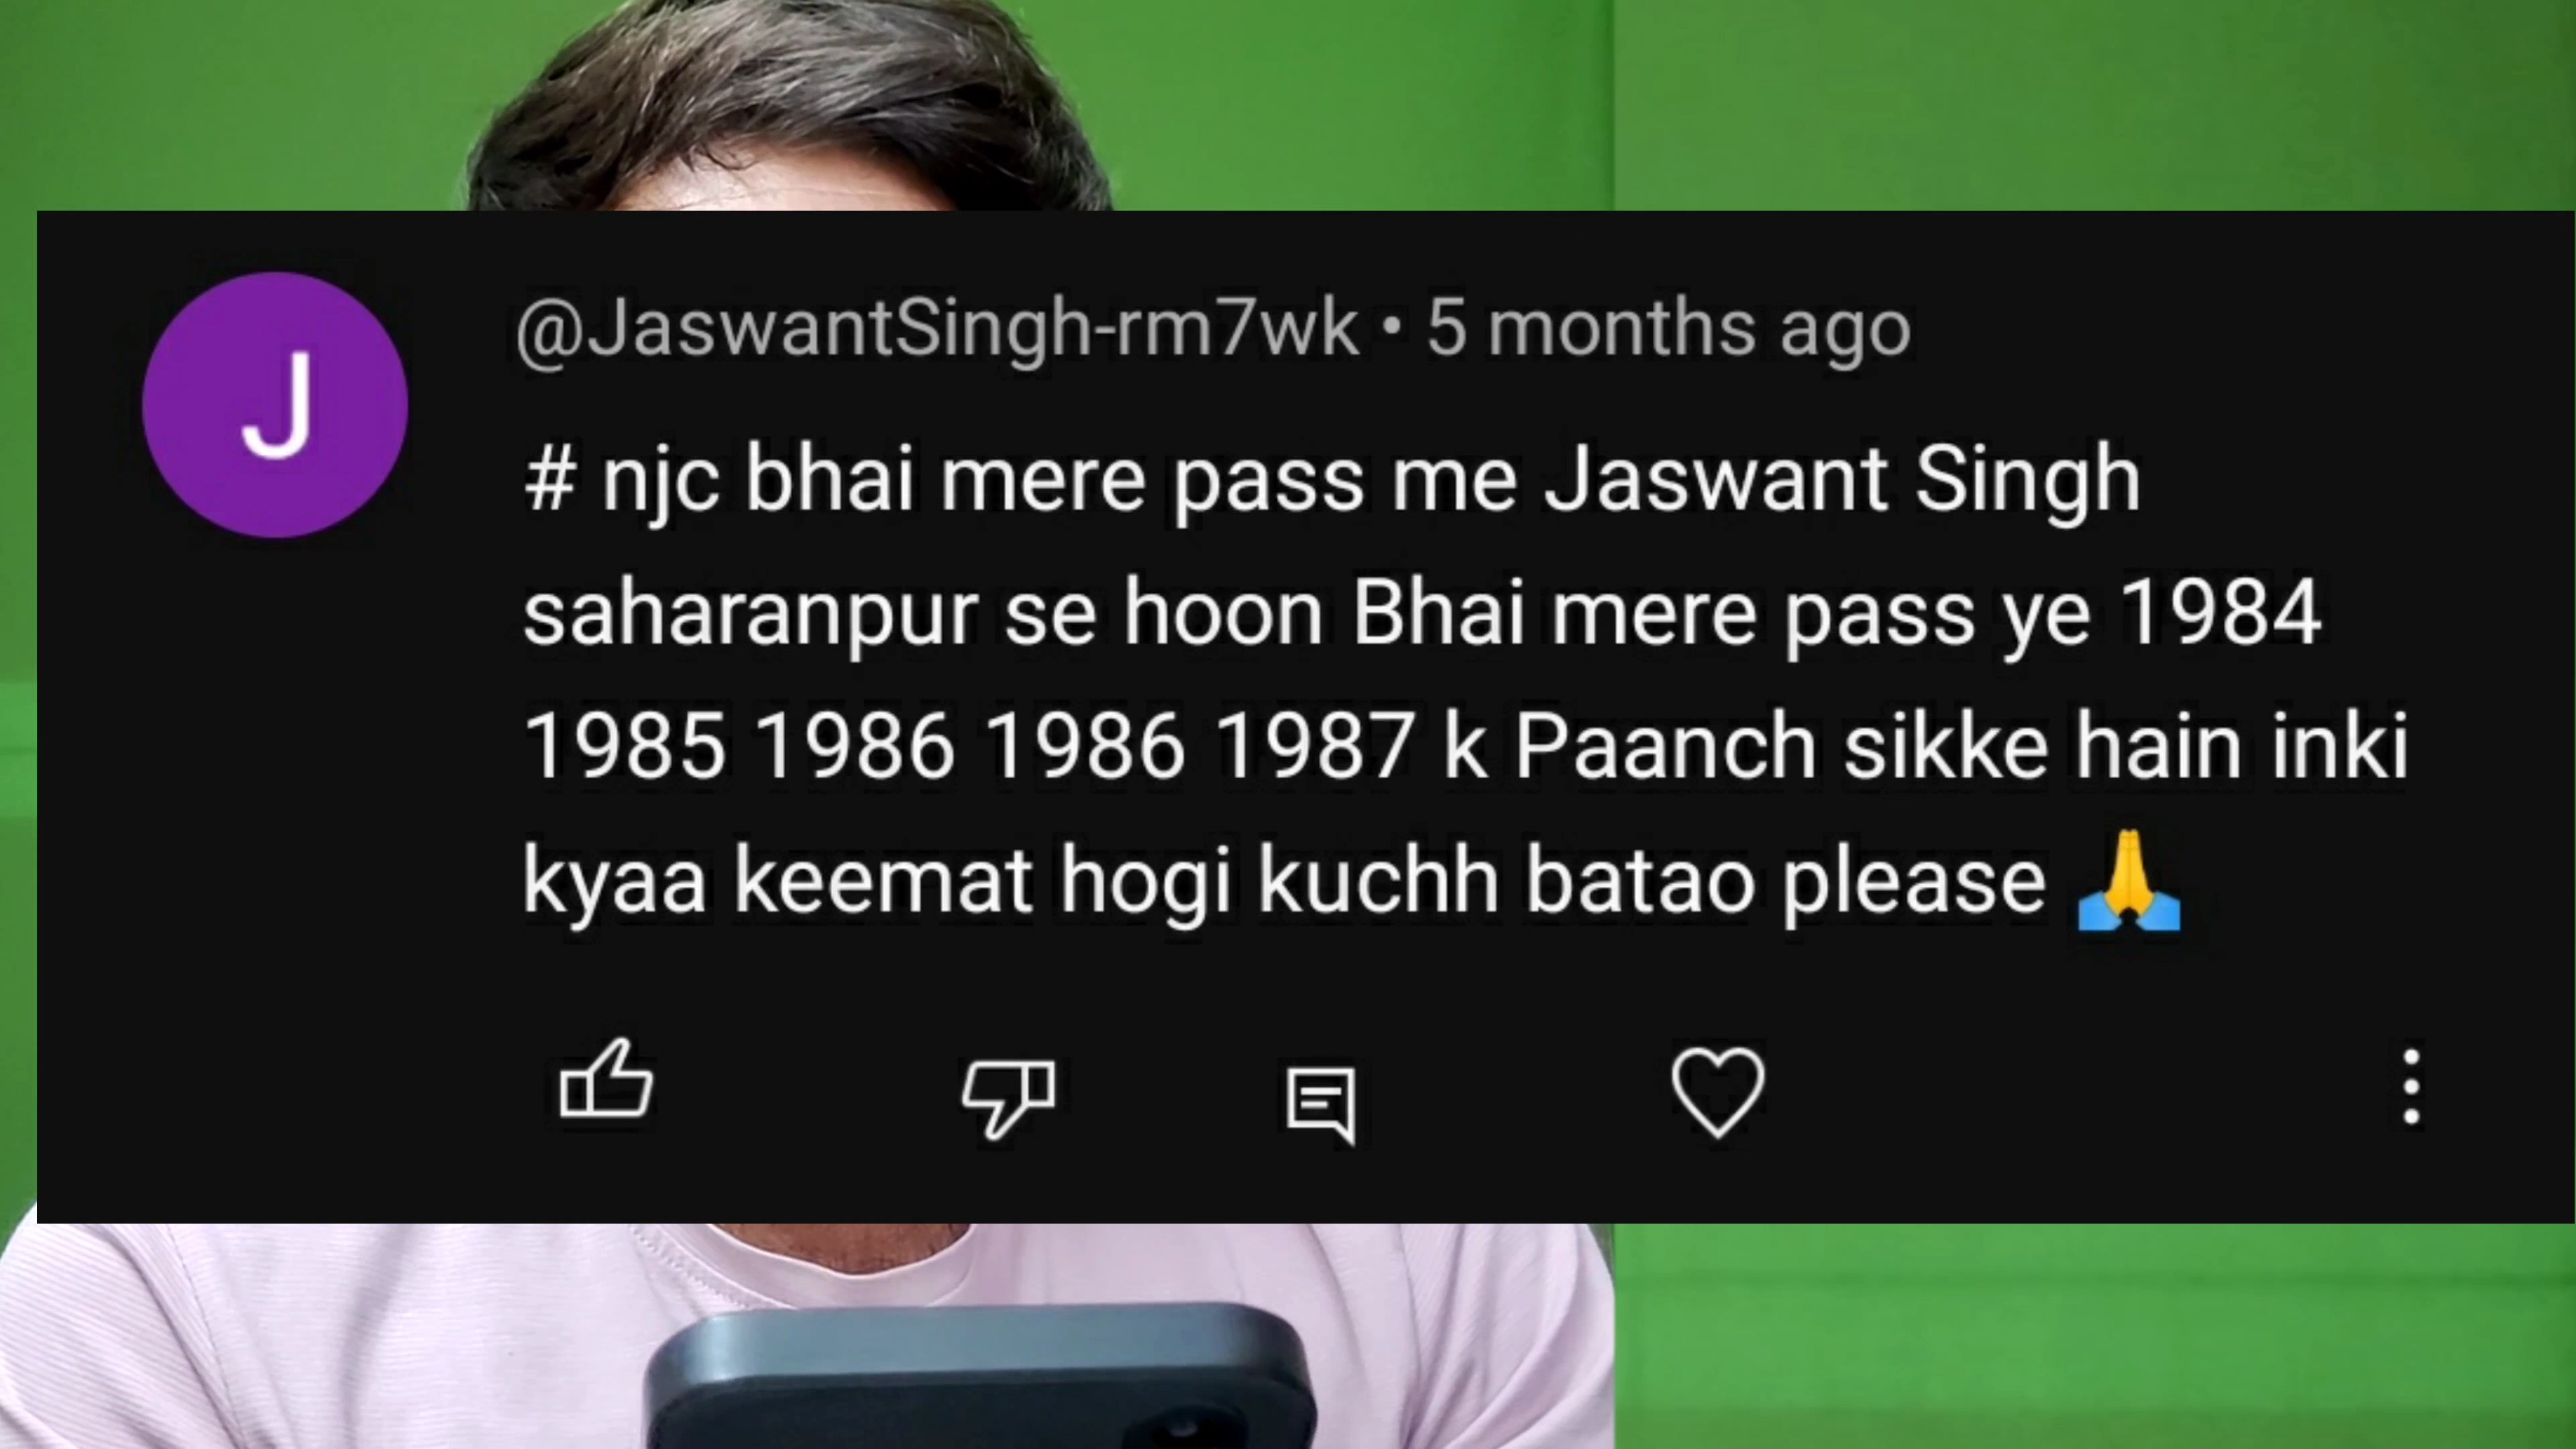 J
@JaswantSingh-rm7wk • 5 months ago
# njc bhai mere pass me Jaswant Singh
saharanpur se hoon Bhai mere pass ye 1984
1985 1986 1986 1987 k Paanch sikke hain inki
kyaa keemat hogi kuchh batao please 🙏